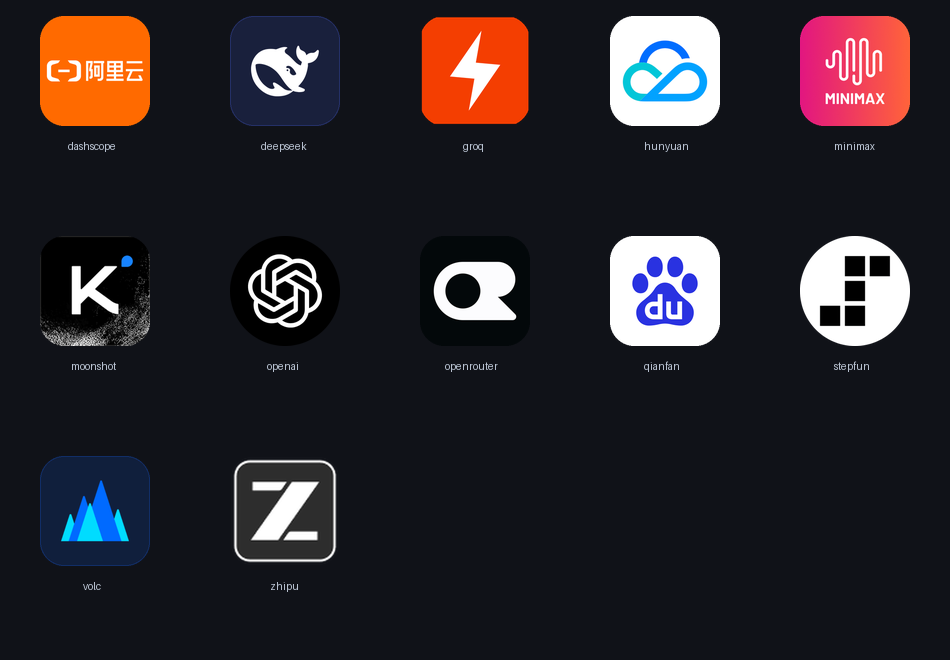 阿里云
MINIMAX
dashscope
deepseek
groq
hunyuan
minimax
K
du
moonshot
openai
openrouter
qianfan
stepfun
Z
volc
zhipu